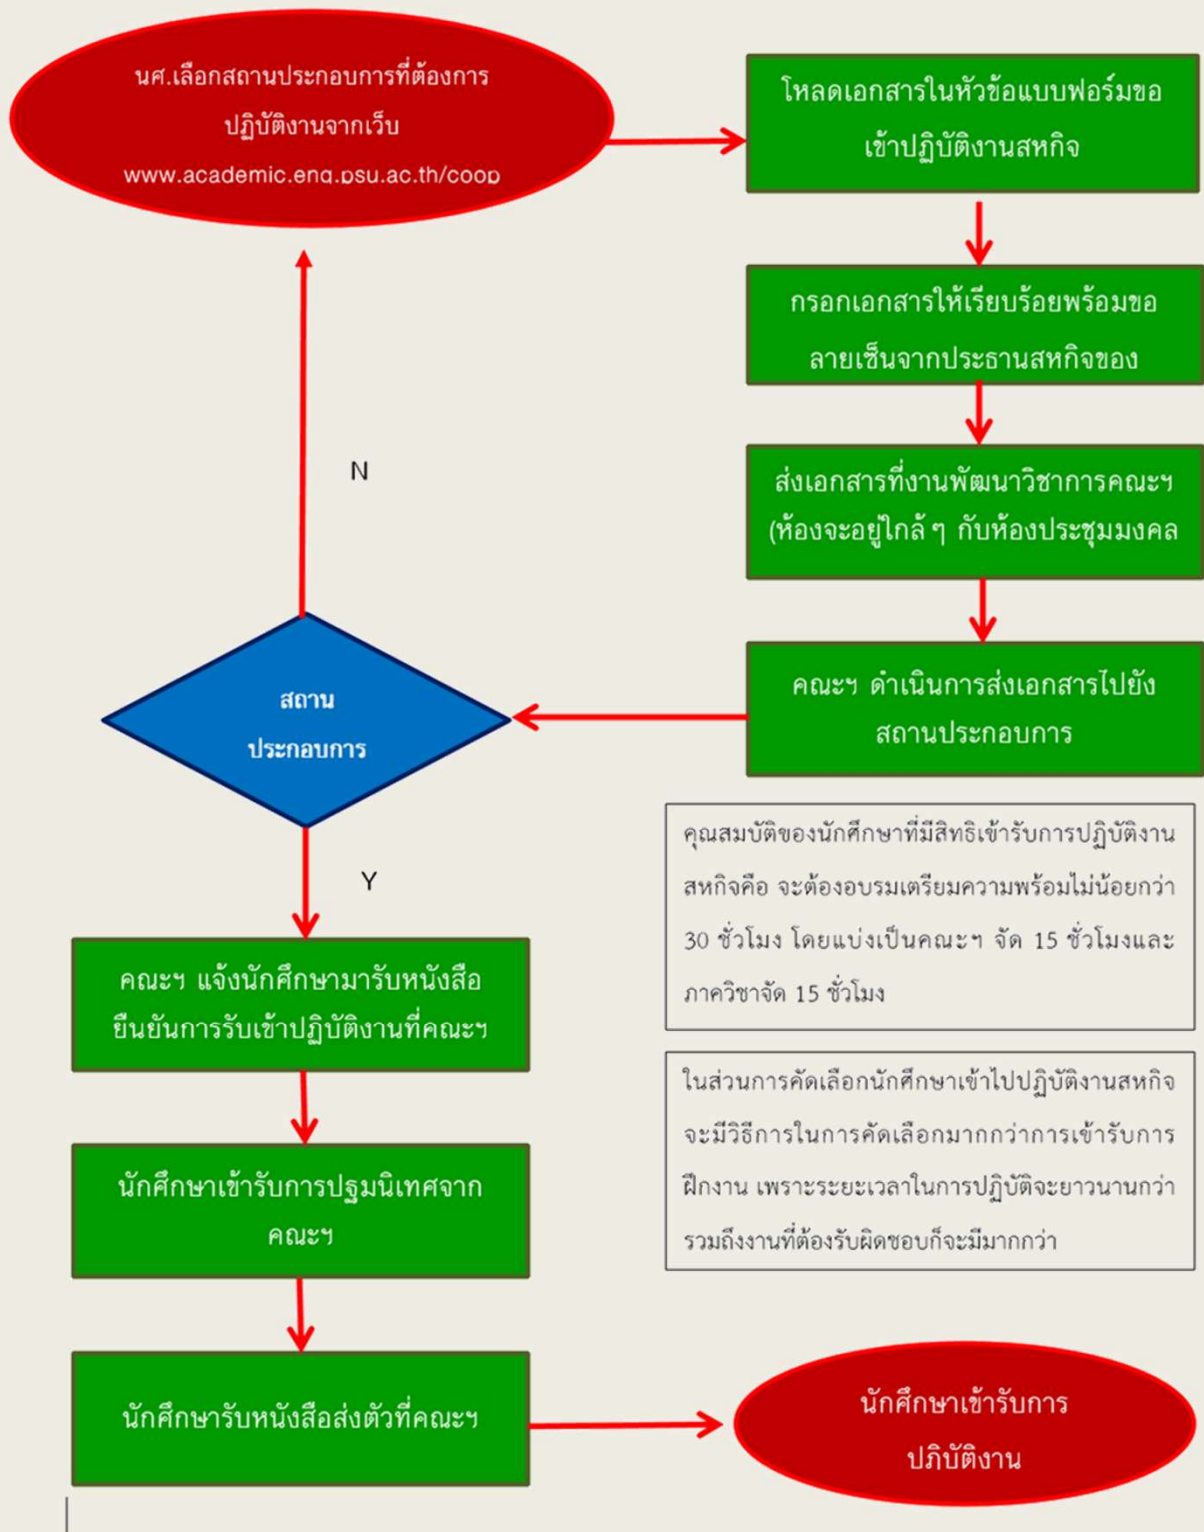 นศ.เลือกสถานประกอบการที่ต้องการ
ปฏิบัติงานจากเว็บ
www.academic.eng.psu.ac.th/coop
โหลดเอกสารในหัวข้อแบบฟอร์มขอ
เข้าปฏิบัติงานสหกิจ
กรอกเอกสารให้เรียบร้อยพร้อมขอ
ลายเซ็นจากประธานสหกิจของ
ส่งเอกสารที่งานพัฒนาวิชาการคณะฯ
(ห้องจะอยู่ใกล้ ๆ กับห้องประชุมมงคล
คณะฯ ดำเนินการส่งเอกสารไปยัง
สถานประกอบการ
N
สถาน
ประกอบการ
Y
คณะฯ แจ้งนักศึกษามารับหนังสือ
ยืนยันการรับเข้าปฏิบัติงานที่คณะฯ
นักศึกษาเข้ารับการปฐมนิเทศจาก
คณะฯ
นักศึกษารับหนังสือส่งตัวที่คณะฯ
นักศึกษาเข้ารับการ
ปภิบัติงาน
คุณสมบัติของนักศึกษาที่มีสิทธิเข้ารับการปฏิบัติงาน
สหกิจคือ จะต้องอบรมเตรียมความพร้อมไม่น้อยกว่า
30 ชั่วโมง โดยแบ่งเป็นคณะฯ จัด 15 ชั่วโมงและ
ภาควิชาจัด 15 ชั่วโมง
ในส่วนการคัดเลือกนักศึกษาเข้าไปปฏิบัติงานสหกิจ
จะมีวิธีการในการคัดเลือกมากกว่าการเข้ารับการ
ฝึกงาน เพราะระยะเวลาในการปฏิบัติจะยาวนานกว่า
รวมถึงงานที่ต้องรับผิดชอบก็จะมีมากกว่า